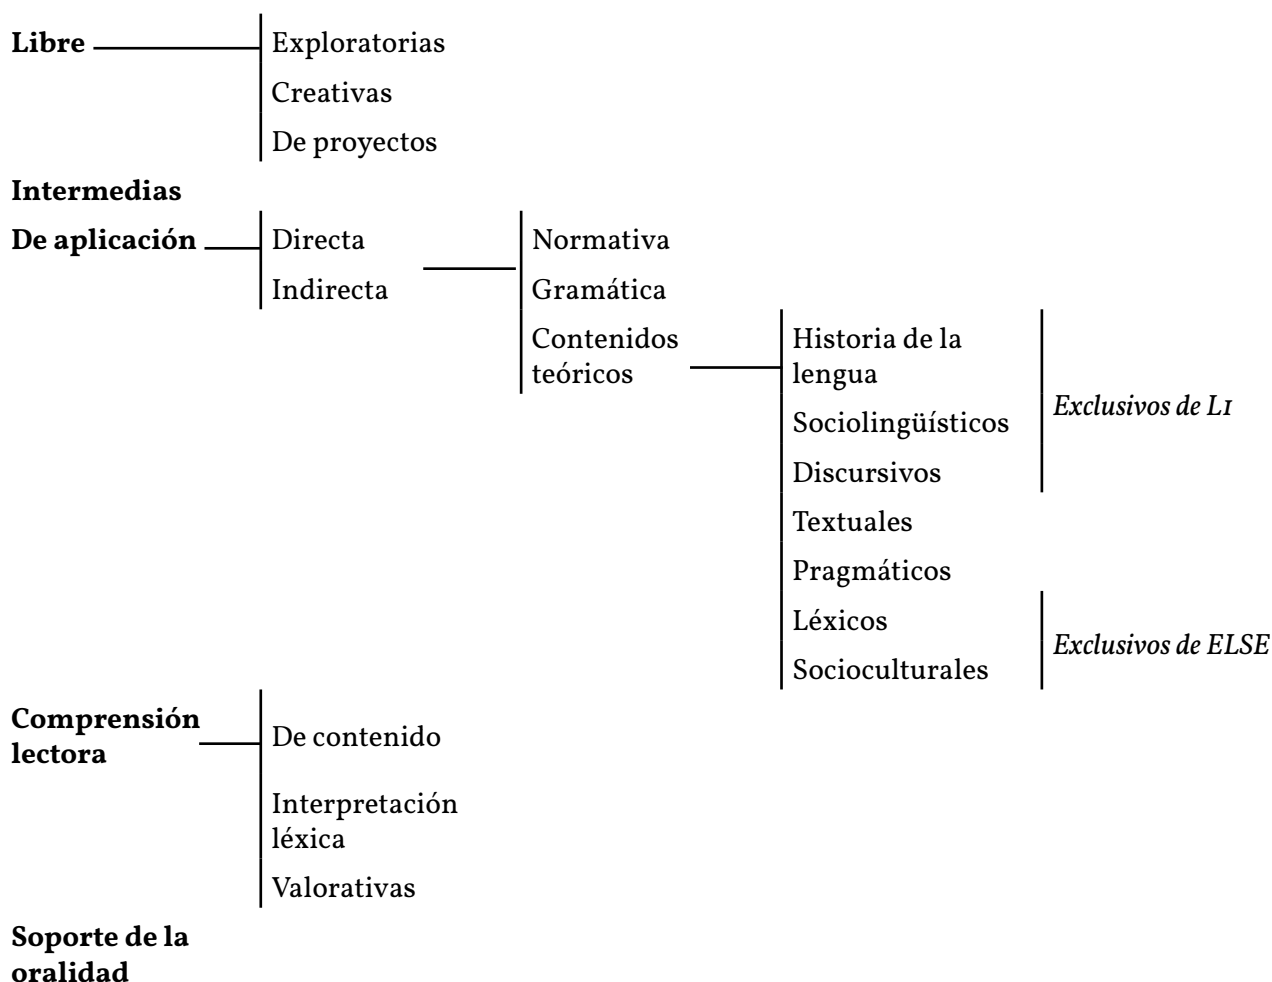 Libre
Exploratorias
Creativas
De proyectos
Intermedias
De aplicación
Directa
Indirecta
Normativa
Gramática
Contenidos
teóricos
Historia de la
lengua
Sociolingüísticos
Discursivos
Exclusivos de L1
Textuales
Pragmáticos
Léxicos
Socioculturales
Exclusivos de ELSE
Comprensión
lectora
De contenido
Interpretación
léxica
Valorativas
Soporte de la
oralidad